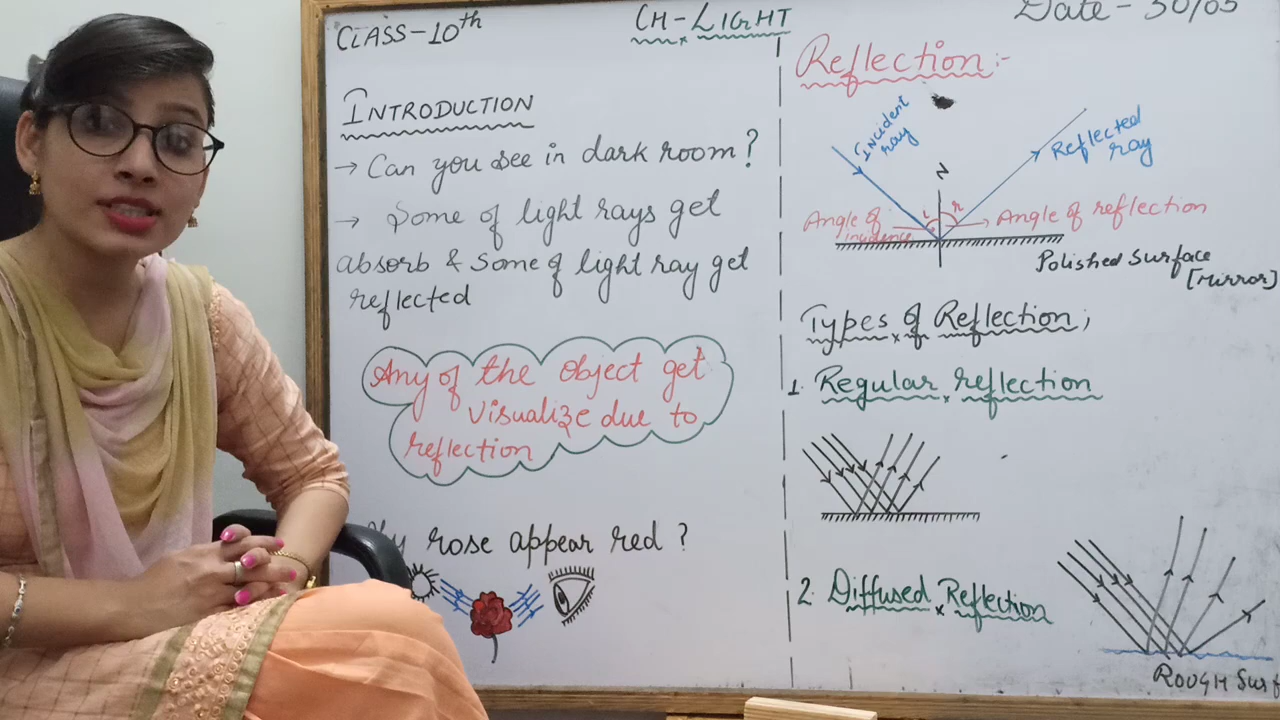 CLASS-10th
CH-LIGHT
Date - 30/05
INTRODUCTION
→ Can you see in dark room?
→ Some of light rays get
absorb & Some of light ray get
reflected
Any of the object get
visualize due to
reflection
rose appear red ?
Reflection :-
Incident
ray
Reflected
ray
N
i
r
Angle of
incidence
→ Angle of reflection
Polished Surface
[Mirror]
Types of Reflection ;
1. Regular reflection
2. Diffused Reflection
ROUGH Surf